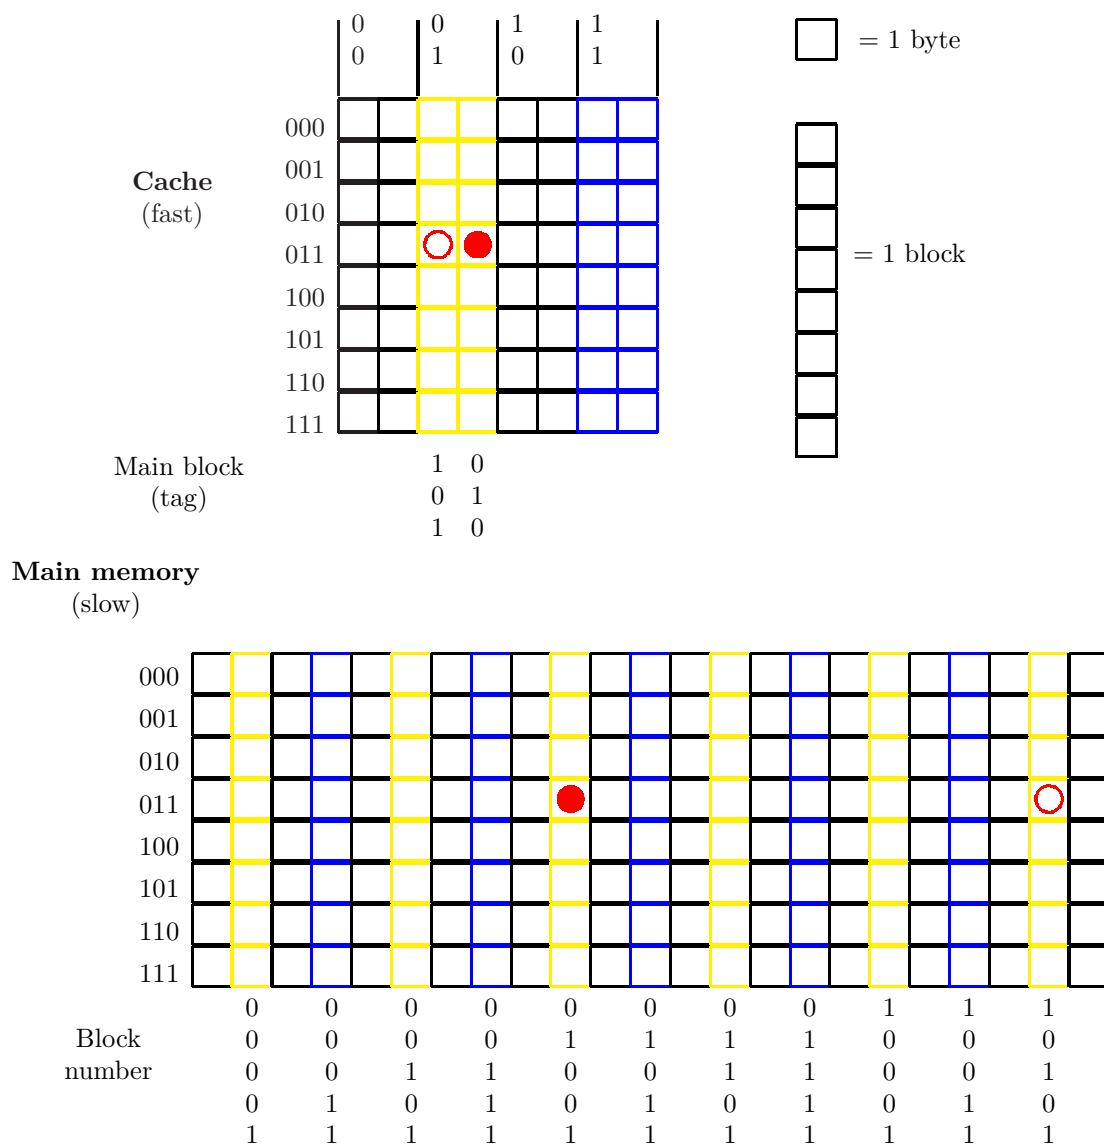 0 0 1 1
0 1 0 1
= 1 byte
000
001
010
011
100
101
110
111
Cache
(fast)
= 1 block
Main block
(tag)
1 0
0 1
1 0
Main memory
(slow)
000
001
010
011
100
101
110
111
Block
number
0 0 0 0 0 0 0 0 1 1 1
0 0 0 0 1 1 1 1 0 0 0
0 0 1 1 0 0 1 1 0 0 1
0 1 0 1 0 1 0 1 0 1 0
1 1 1 1 1 1 1 1 1 1 1